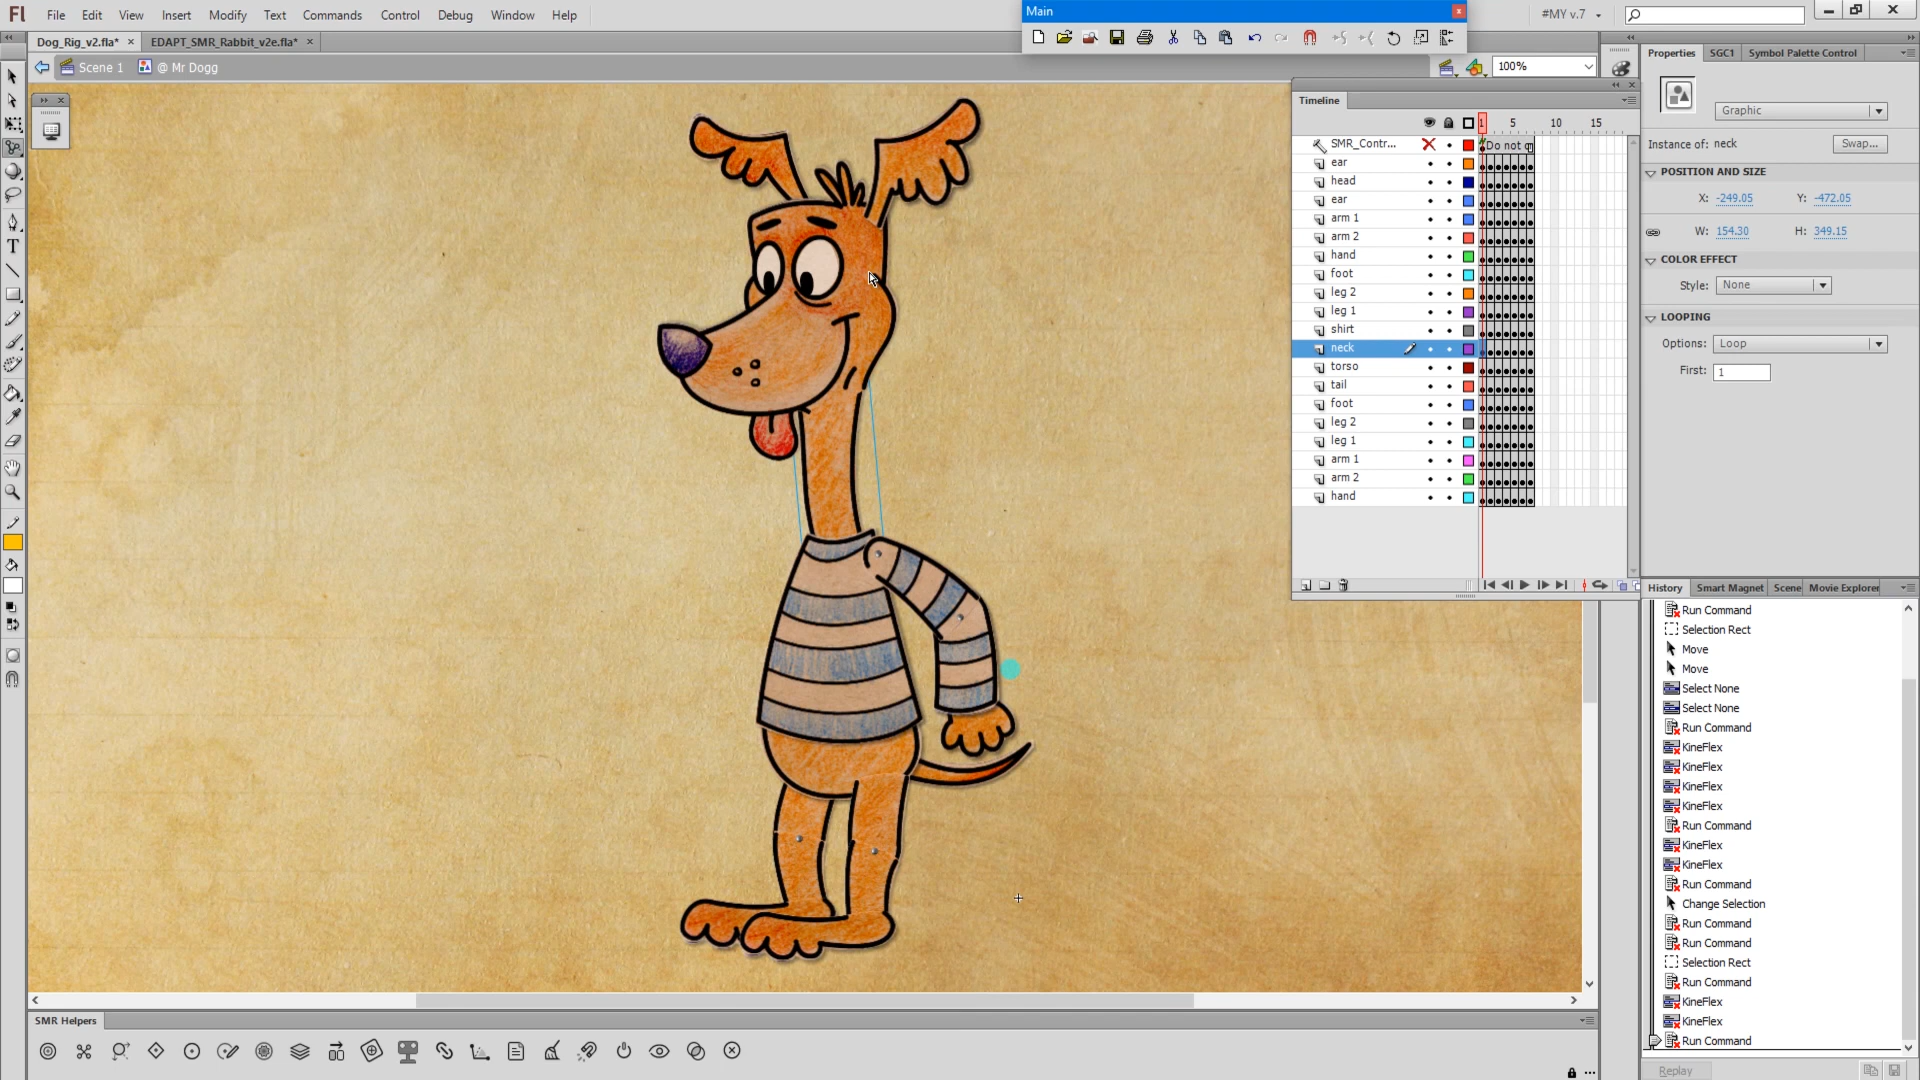 Fl File Edit View Insert Modify Text Commands Control Debug Window Help
Main
#MY v.7
Dog_Rig_v2.fla* × EDAPT_SMR_Rabbit_v2e.fla* ×
Scene 1 @ Mr Dogg
100%
Timeline
1 5 10 15
SMR_Contr...
Do not
ear
head
ear
arm 1
arm 2
hand
foot
leg 2
leg 1
shirt
neck
torso
tail
foot
leg 2
leg 1
arm 1
arm 2
hand
Properties SGC1 Symbol Palette Control
Graphic
Instance of: neck Swap...
POSITION AND SIZE
X: -249.05 Y: -472.05
W: 154.30 H: 349.15
COLOR EFFECT
Style: None
LOOPING
Options: Loop
First: 1
History Smart Magnet Scene Movie Explorer
Run Command
Selection Rect
Move
Move
Select None
Select None
Run Command
KineFlex
KineFlex
KineFlex
KineFlex
Run Command
KineFlex
KineFlex
Run Command
Change Selection
Run Command
Run Command
Selection Rect
Run Command
KineFlex
KineFlex
Run Command
Replay
SMR Helpers